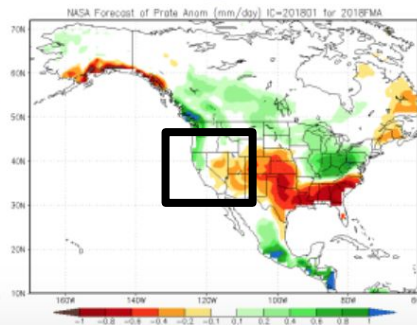 NASA Forecast of Prate Anom (mm/day) IC=201801 for 2018FMA
70N
60N
50N
40N
30N
20N
10N
160W 140W 120W 100W 80W
-1 -0.8 -0.6 -0.4 -0.2 -0.1 0.1 0.2 0.4 0.6 0.8